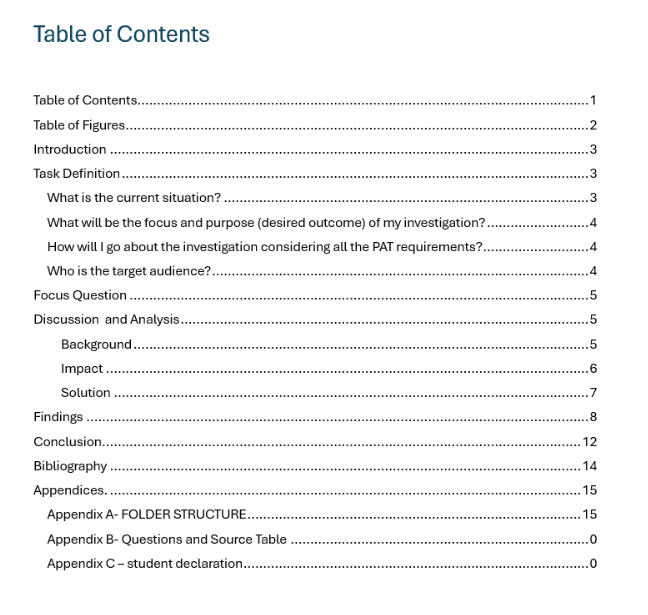 Table of Contents
Table of Contents.....1
Table of Figures.....2
Introduction.....3
Task Definition.....3
What is the current situation?.....3
What will be the focus and purpose (desired outcome) of my investigation?.....4
How will I go about the investigation considering all the PAT requirements?.....4
Who is the target audience?.....4
Focus Question.....5
Discussion  and Analysis.....5
Background.....5
Impact.....6
Solution.....7
Findings.....8
Conclusion.....12
Bibliography.....14
Appendices......15
Appendix A- FOLDER STRUCTURE.....15
Appendix B- Questions and Source Table.....0
Appendix C – student declaration.....0